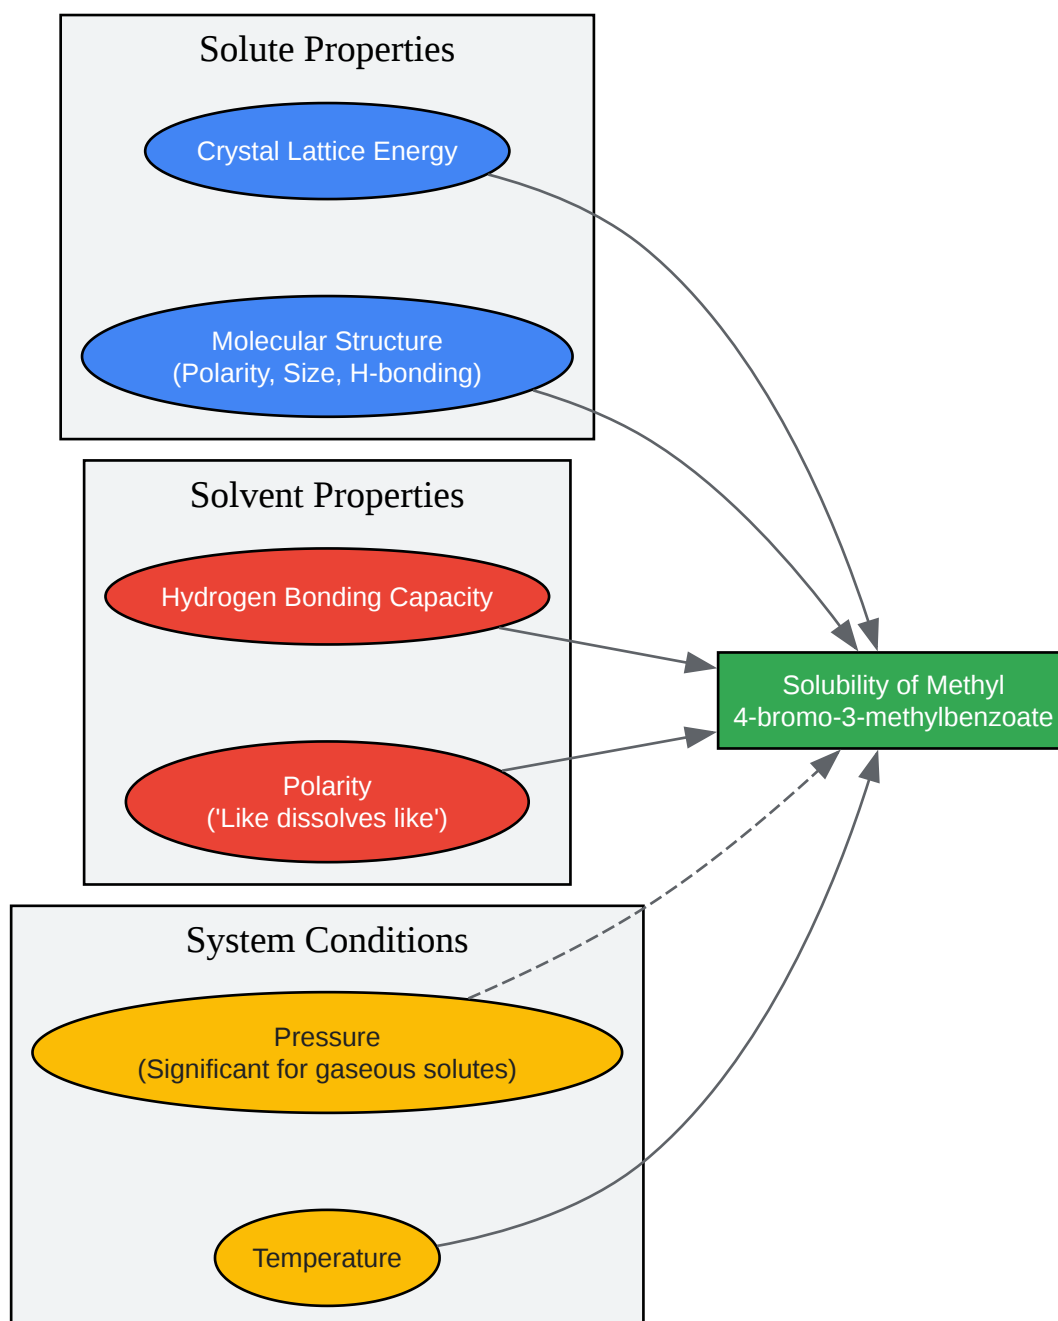 Solute Properties
Crystal Lattice Energy
Molecular Structure
(Polarity, Size, H-bonding)
Solvent Properties
Hydrogen Bonding Capacity
Polarity
('Like dissolves like')
Solubility of Methyl
4-bromo-3-methylbenzoate
System Conditions
Pressure
(Significant for gaseous solutes)
Temperature